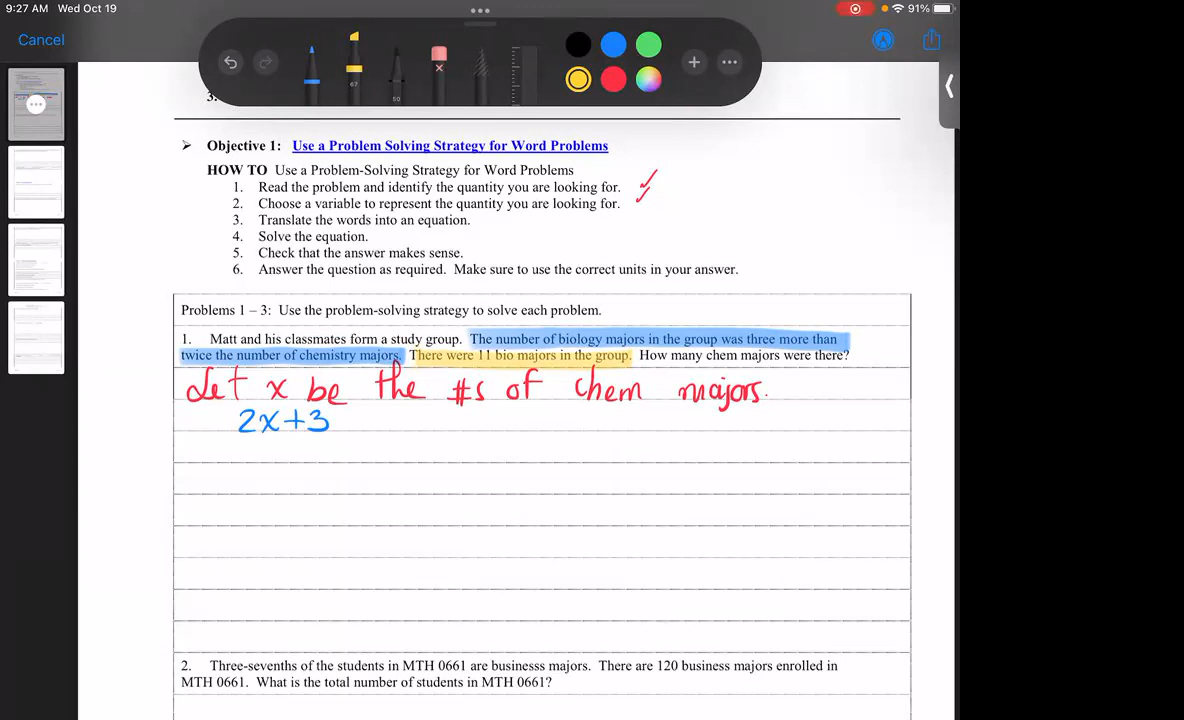 9:27 AM Wed Oct 19
91%
Cancel
67
50
3.
➢ Objective 1: Use a Problem Solving Strategy for Word Problems
HOW TO Use a Problem-Solving Strategy for Word Problems
1. Read the problem and identify the quantity you are looking for.
2. Choose a variable to represent the quantity you are looking for.
3. Translate the words into an equation.
4. Solve the equation.
5. Check that the answer makes sense.
6. Answer the question as required. Make sure to use the correct units in your answer.
Problems 1 – 3: Use the problem-solving strategy to solve each problem.
1. Matt and his classmates form a study group. The number of biology majors in the group was three more than
twice the number of chemistry majors. There were 11 bio majors in the group. How many chem majors were there?
Let x be the #s of chem majors.
2x+3
2. Three-sevenths of the students in MTH 0661 are businesss majors. There are 120 business majors enrolled in
MTH 0661. What is the total number of students in MTH 0661?